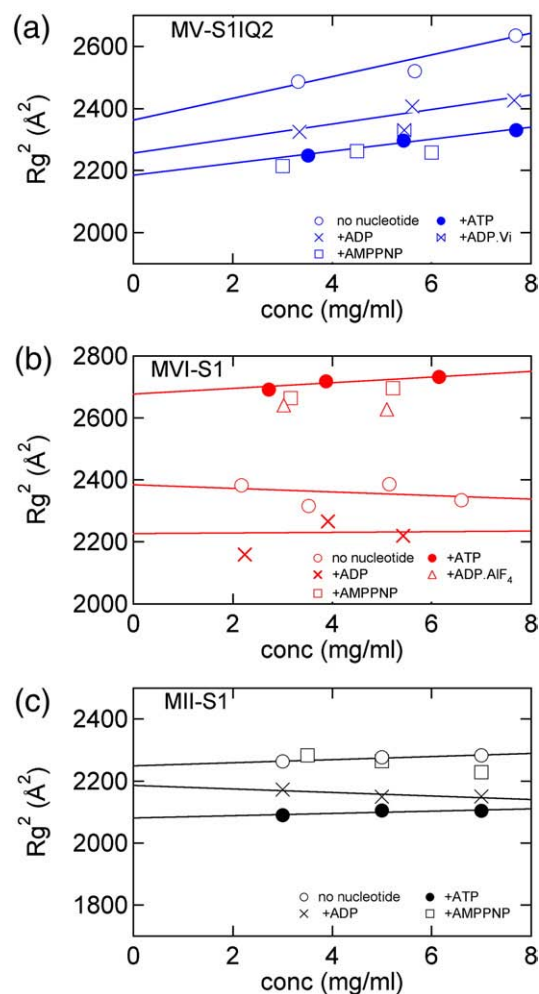 (a)
MV-S1IQ2
2600
2400
2200
2000
Rg² (Å²)
no nucleotide
+ATP
+ADP
+ADP.Vi
+AMPPNP
0
2
4
6
8
conc (mg/ml)
(b)
MVI-S1
2800
2600
2400
2200
2000
Rg² (Å²)
no nucleotide
+ATP
+ADP
+ADP.AlF₄
+AMPPNP
0
2
4
6
8
conc (mg/ml)
(c)
MII-S1
2400
2200
2000
1800
Rg² (Å²)
no nucleotide
+ATP
+ADP
+AMPPNP
0
2
4
6
8
conc (mg/ml)